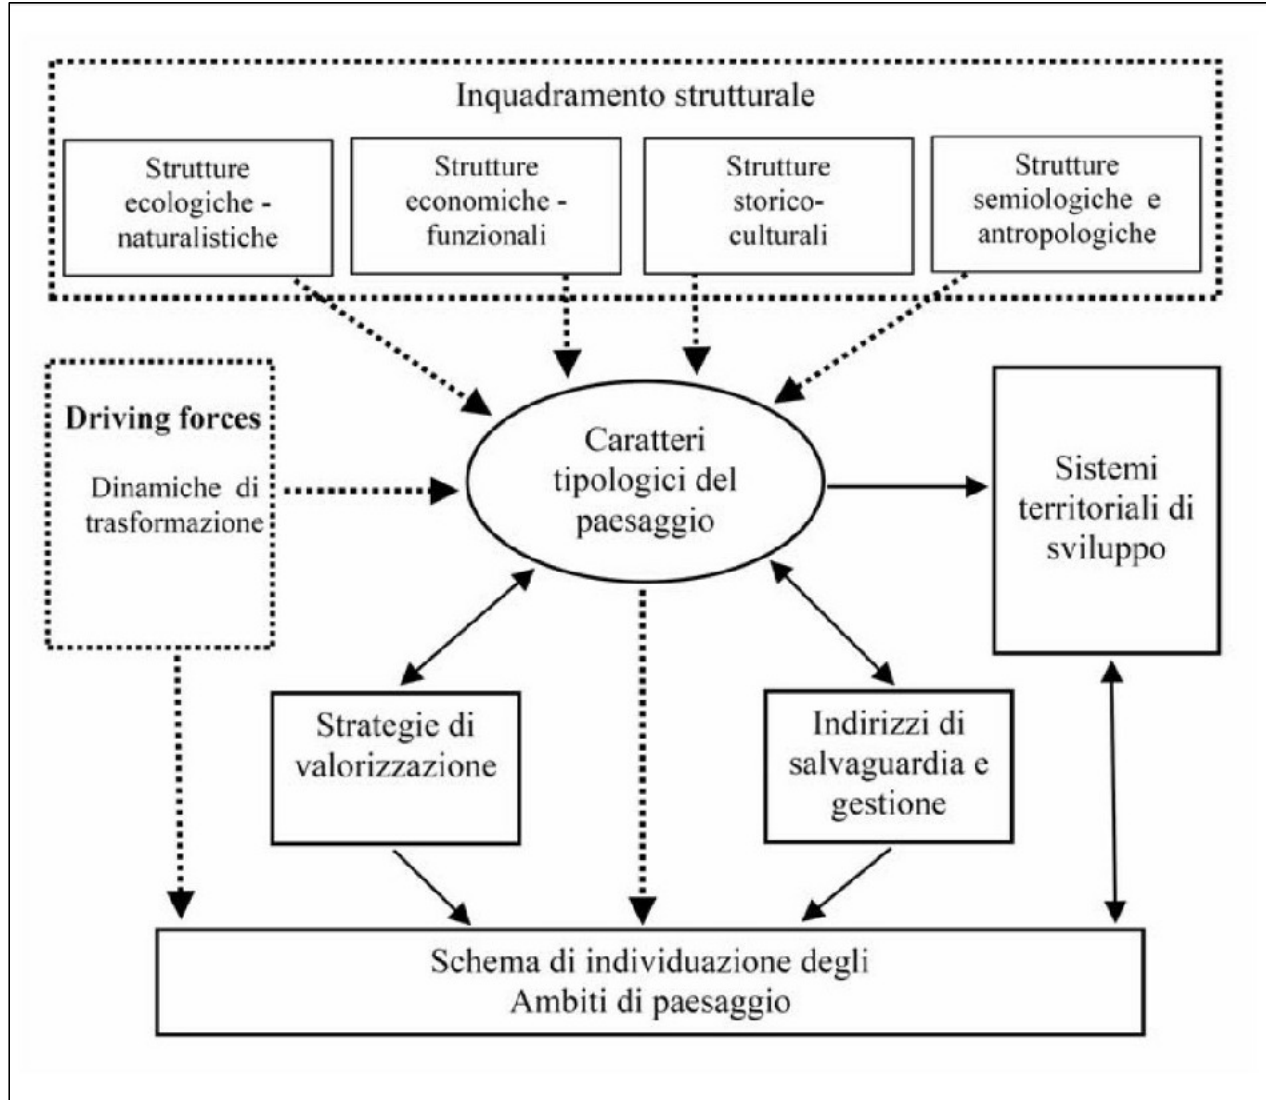 Inquadramento strutturale
Strutture
ecologiche -
naturalistiche
Strutture
economiche -
funzionali
Strutture
storico-
culturali
Strutture
semiologiche e
antropologiche
Driving forces
Dinamiche di
trasformazione
Caratteri
tipologici del
paesaggio
Sistemi
territoriali di
sviluppo
Strategie di
valorizzazione
Indirizzi di
salvaguardia e
gestione
Schema di individuazione degli
Ambiti di paesaggio